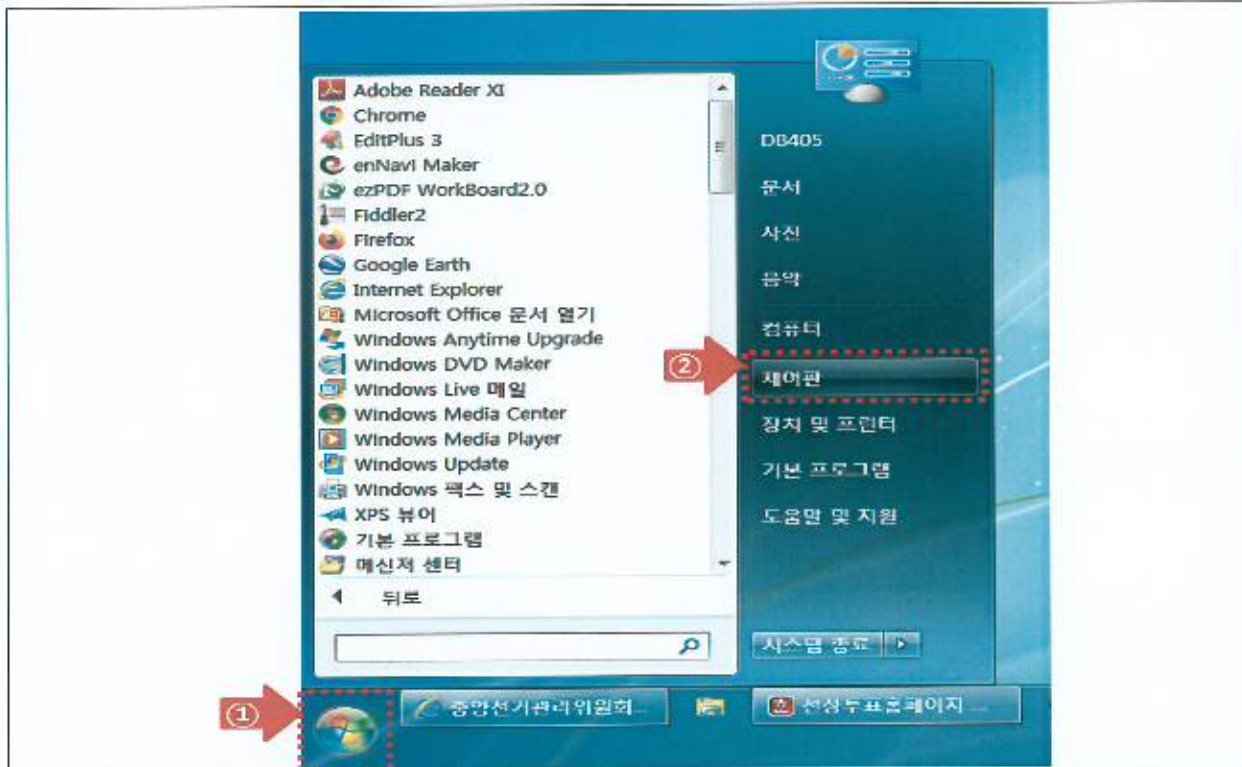 Adobe Reader XI
Chrome
EditPlus 3
enNavi Maker
ezPDF WorkBoard2.0
Fiddler2
Firefox
Google Earth
Internet Explorer
Microsoft Office 문서 열기
Windows Anytime Upgrade
Windows DVD Maker
Windows Live 메일
Windows Media Center
Windows Media Player
Windows Update
Windows 팩스 및 스캔
XPS 뷰어
기본 프로그램
메신저 센터
뒤로
DB405
문서
사진
음악
컴퓨터
② 제어판
장치 및 프린터
기본 프로그램
도움말 및 지원
시스템 종료
①
중앙선거관리위원회...
선상투표홈페이지 ...